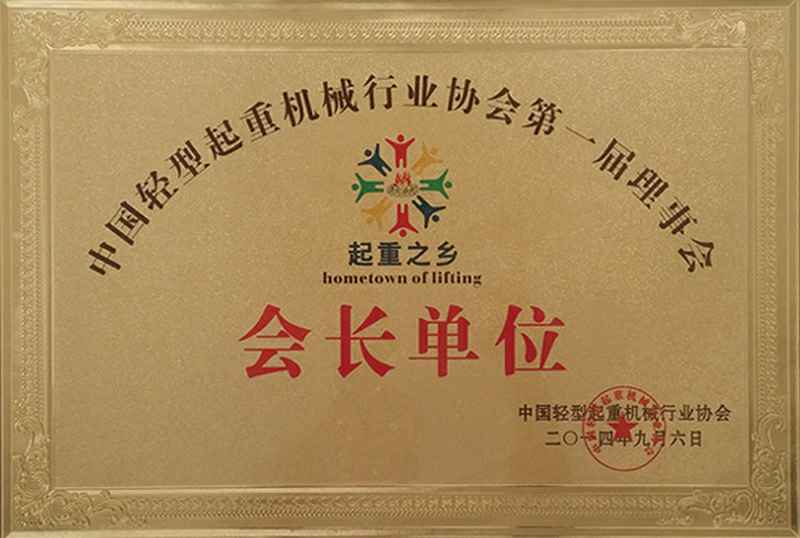 中国轻型起重机械行业协会第一届理事会
起重之乡
hometown of lifting
会长单位
中国轻型起重机械行业协会
二〇一四年九月六日